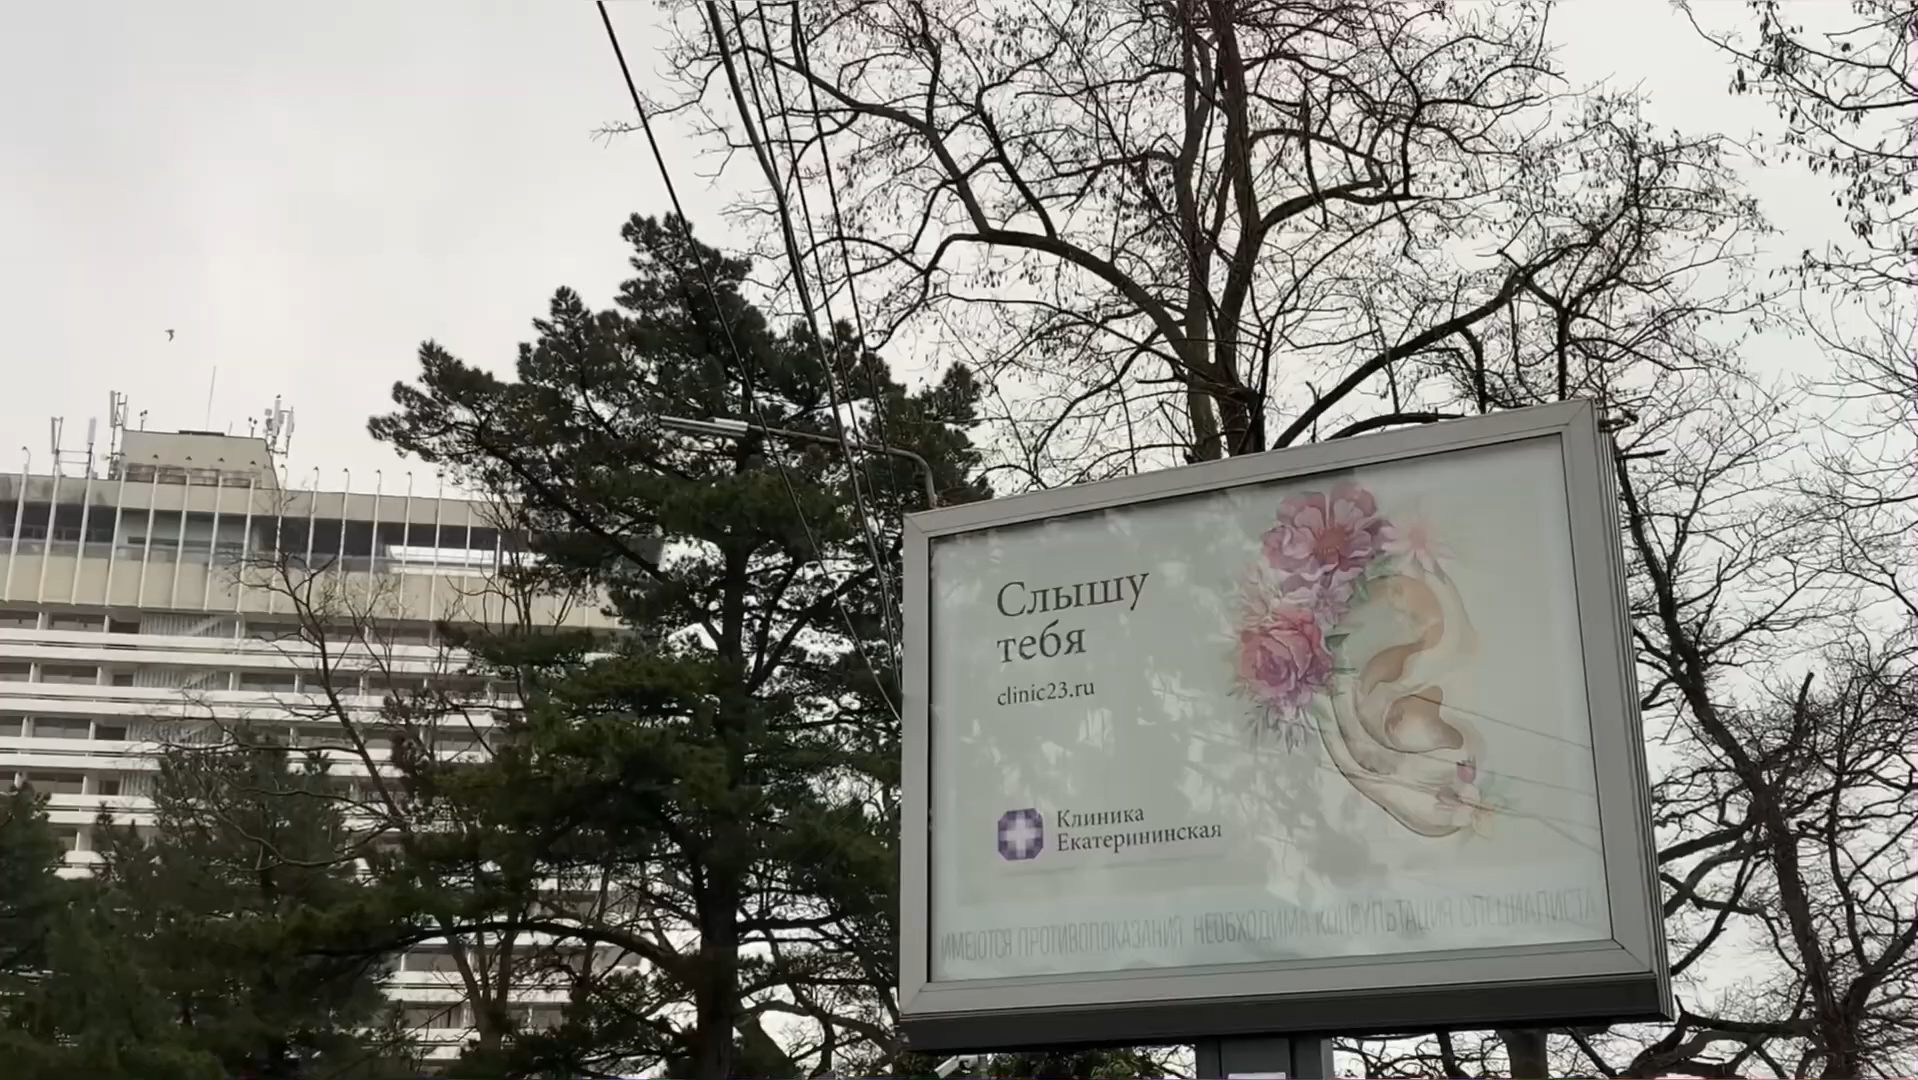 Слышу
тебя
clinic23.ru
Клиника
Екатерининская
ИМЕЮТСЯ ПРОТИВОПОКАЗАНИЯ НЕОБХОДИМА КОНСУЛЬТАЦИЯ СПЕЦИАЛИСТА